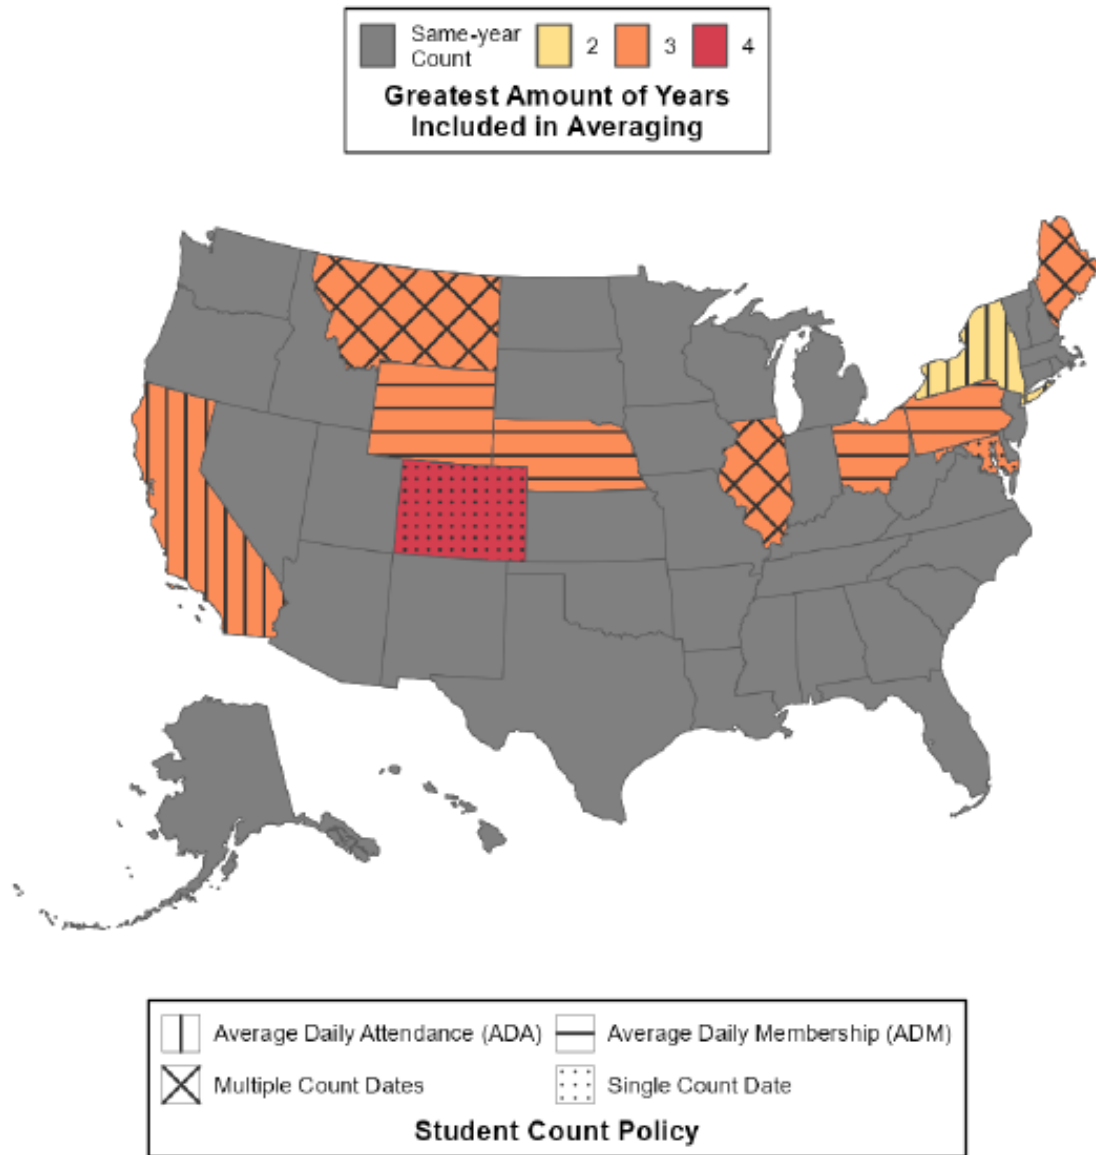 Same-year
Count
2
3
4
Greatest Amount of Years
Included in Averaging
Average Daily Attendance (ADA)
Average Daily Membership (ADM)
Multiple Count Dates
Single Count Date
Student Count Policy